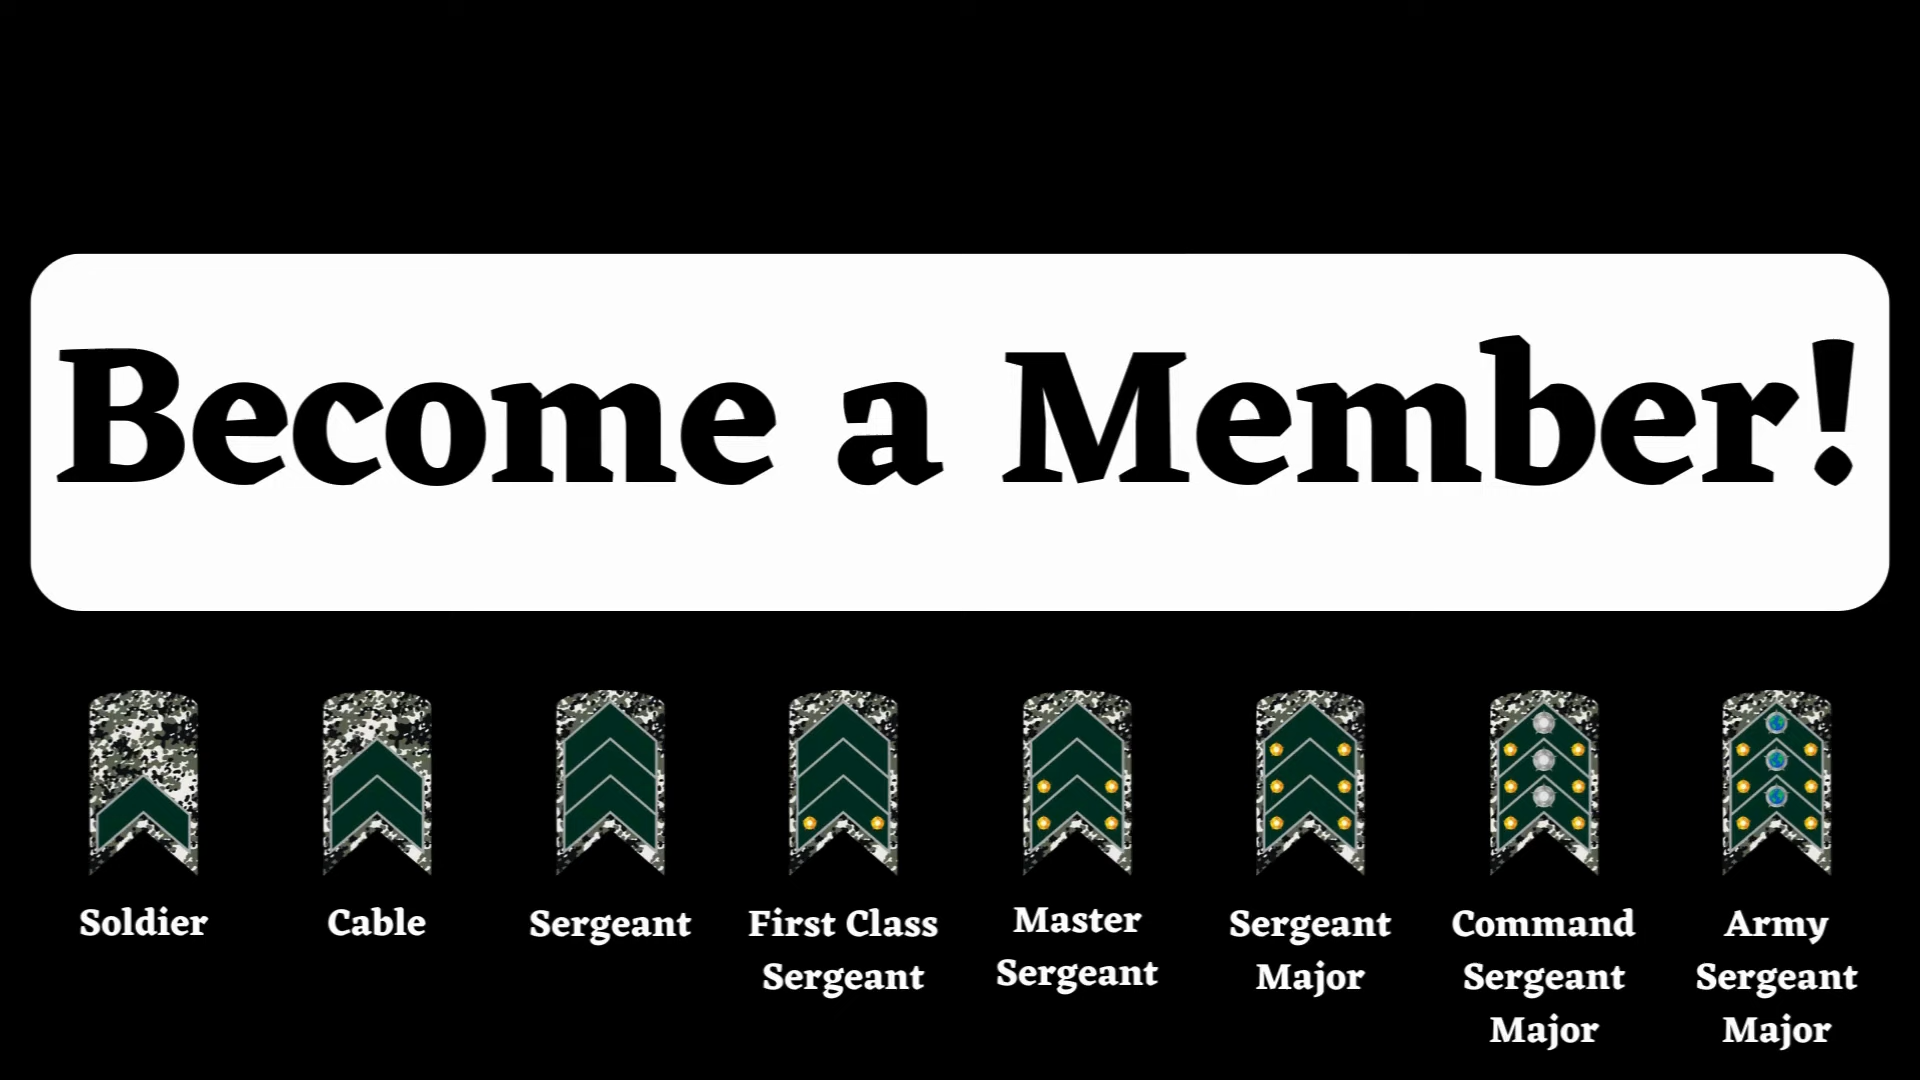 Become a Member!
Soldier
Cable
Sergeant
First Class
Sergeant
Master
Sergeant
Sergeant
Major
Command
Sergeant
Major
Army
Sergeant
Major